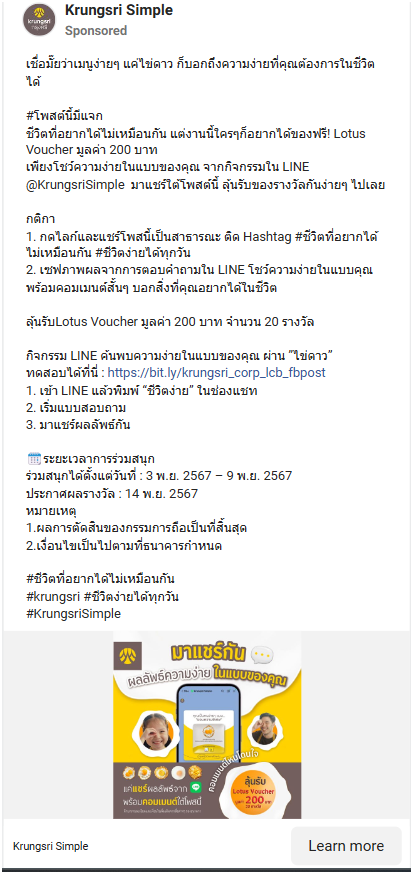 Krungsri Simple
Sponsored
เชื่อมั๊ยว่าเมนูง่ายๆ แค่ไข่ดาว ก็บอกถึงความง่ายที่คุณต้องการในชีวิต
ได้
#โพสต์นี้มีแจก
ชีวิตที่อยากได้ไม่เหมือนกัน แต่งานนี้ใครๆก็อยากได้ของฟรี! Lotus
Voucher มูลค่า 200 บาท
เพียงโชว์ความง่ายในแบบของคุณ จากกิจกรรมใน LINE
@KrungsriSimple มาแชร์ใต้โพสต์นี้ ลุ้นรับของรางวัลกันง่ายๆ ไปเลย
กติกา
1. กดไลก์และแชร์โพสนี้เป็นสาธารณะ ติด Hashtag #ชีวิตที่อยากได้
ไม่เหมือนกัน #ชีวิตง่ายได้ทุกวัน
2. เซฟภาพผลจากการตอบคำถามใน LINE โชว์ความง่ายในแบบคุณ
พร้อมคอมเมนต์สั้นๆ บอกสิ่งที่คุณอยากได้ในชีวิต
ลุ้นรับLotus Voucher มูลค่า 200 บาท จำนวน 20 รางวัล
กิจกรรม LINE ค้นพบความง่ายในแบบของคุณ ผ่าน “ไข่ดาว”
ทดสอบได้ที่นี่ : https://bit.ly/krungsri_corp_lcb_fbpost
1. เข้า LINE แล้วพิมพ์ “ชีวิตง่าย” ในช่องแชท
2. เริ่มแบบสอบถาม
3. มาแชร์ผลลัพธ์กัน
ระยะเวลาการร่วมสนุก
ร่วมสนุกได้ตั้งแต่วันที่ : 3 พ.ย. 2567 – 9 พ.ย. 2567
ประกาศผลรางวัล : 14 พ.ย. 2567
หมายเหตุ
1.ผลการตัดสินของกรรมการถือเป็นที่สิ้นสุด
2.เงื่อนไขเป็นไปตามที่ธนาคารกำหนด
#ชีวิตที่อยากได้ไม่เหมือนกัน
#krungsri #ชีวิตง่ายได้ทุกวัน
#KrungsriSimple
มาแชร์กัน
ผลลัพธ์ความง่าย ในแบบของคุณ
คอมเมนต์ไหนโดนใจ
ลุ้นรับ
Lotus Voucher
มูลค่า 200 บาท
20 รางวัล
แค่แชร์ผลลัพธ์จาก LINE
พร้อมคอมเมนต์ใต้โพสนี้
Krungsri Simple
Learn more